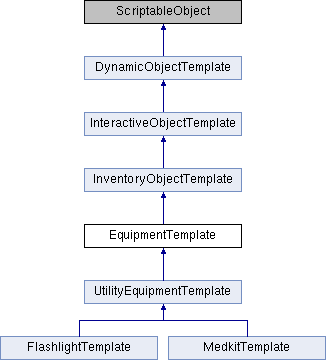 ScriptableObject
DynamicObjectTemplate
InteractiveObjectTemplate
InventoryObjectTemplate
EquipmentTemplate
UtilityEquipmentTemplate
FlashlightTemplate
MedkitTemplate